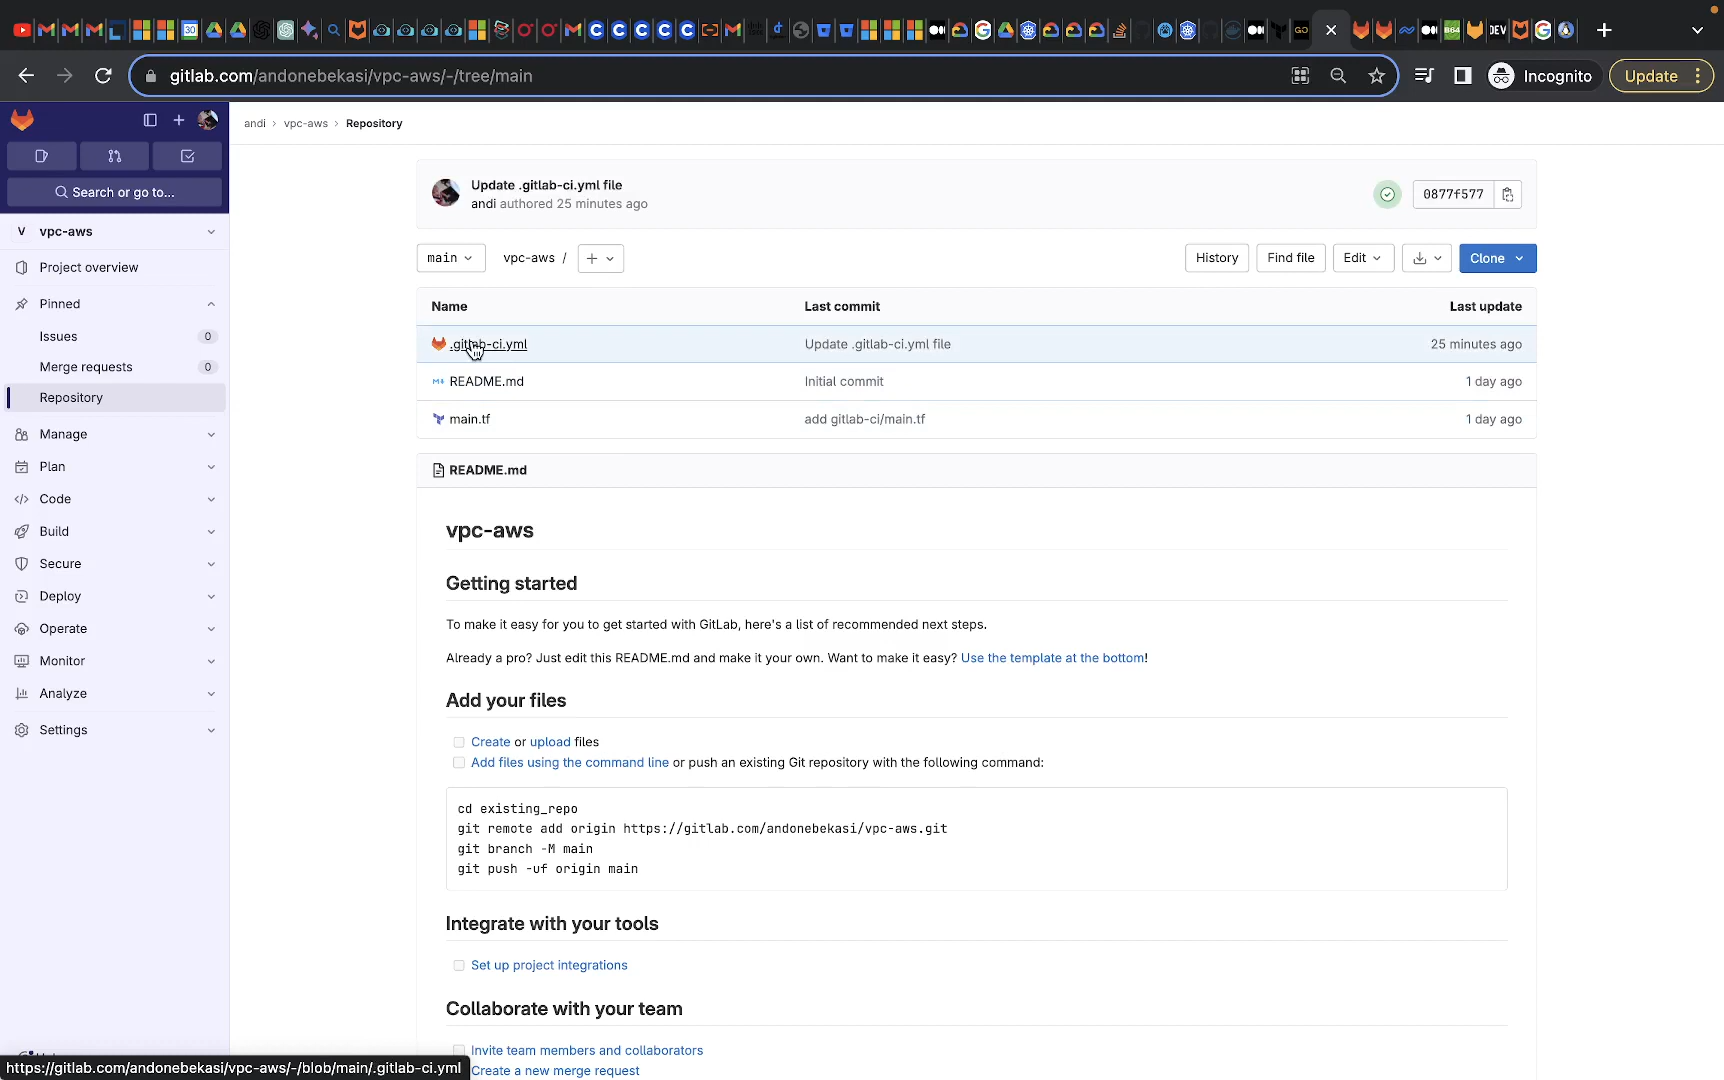 gitlab.com/andonebekasi/vpc-aws/-/tree/main
Incognito
Update
Search or go to...
V vpc-aws
Project overview
Pinned
Issues 0
Merge requests 0
Repository
Manage
Plan
Code
Build
Secure
Deploy
Operate
Monitor
Analyze
Settings
andi › vpc-aws › Repository
Update .gitlab-ci.yml file
andi authored 25 minutes ago
0877f577
main
vpc-aws /
History
Find file
Edit
Clone
Name Last commit Last update
.gitlab-ci.yml Update .gitlab-ci.yml file 25 minutes ago
README.md Initial commit 1 day ago
main.tf add gitlab-ci/main.tf 1 day ago
README.md
vpc-aws
Getting started
To make it easy for you to get started with GitLab, here's a list of recommended next steps.
Already a pro? Just edit this README.md and make it your own. Want to make it easy? Use the template at the bottom!
Add your files
Create or upload files
Add files using the command line or push an existing Git repository with the following command:
cd existing_repo
git remote add origin https://gitlab.com/andonebekasi/vpc-aws.git
git branch -M main
git push -uf origin main
Integrate with your tools
Set up project integrations
Collaborate with your team
Invite team members and collaborators
Create a new merge request
https://gitlab.com/andonebekasi/vpc-aws/-/blob/main/.gitlab-ci.yml